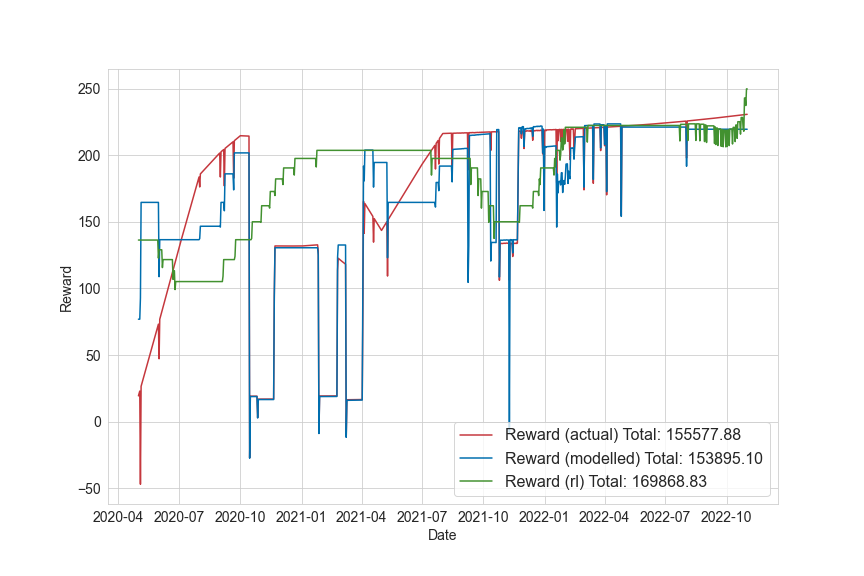 250
200
150
100
50
0
−50
Reward
2020-04 2020-07 2020-10 2021-01 2021-04 2021-07 2021-10 2022-01 2022-04 2022-07 2022-10
Date
Reward (actual) Total: 155577.88
Reward (modelled) Total: 153895.10
Reward (rl) Total: 169868.83